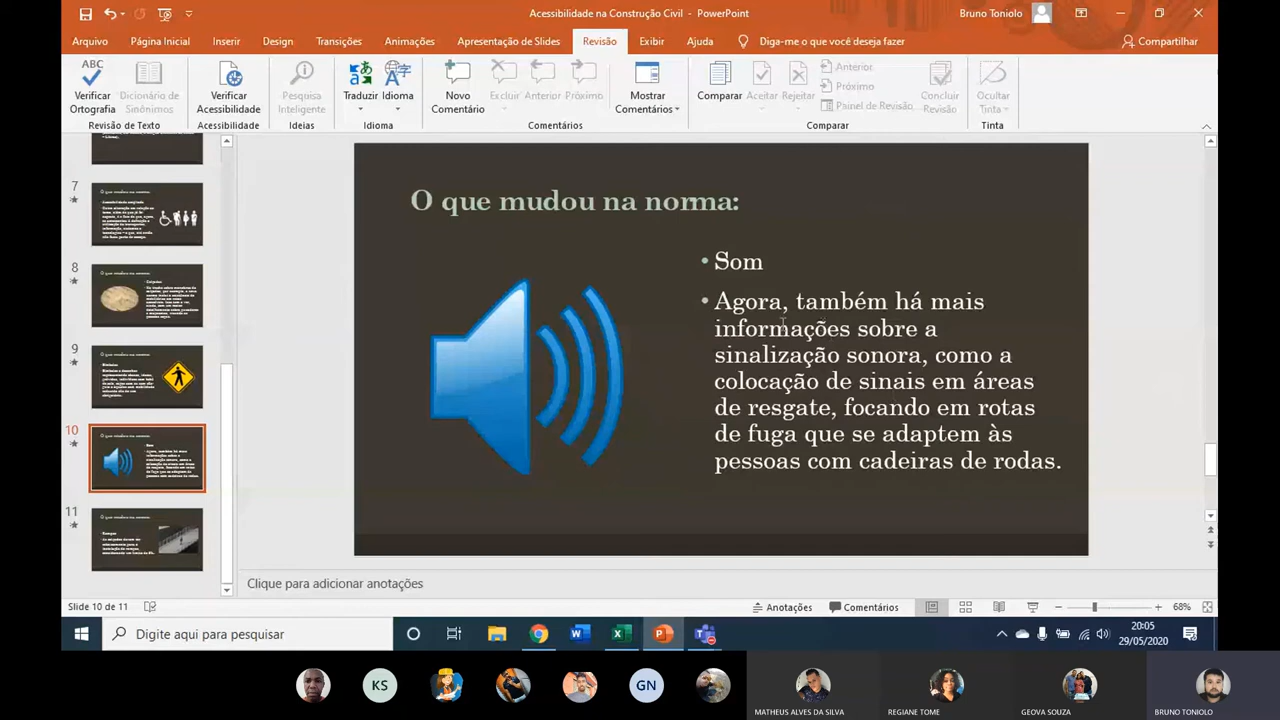 Acessibilidade na Construção Civil - PowerPoint
Bruno Toniolo
Arquivo Página Inicial Inserir Design Transições Animações Apresentação de Slides Revisão Exibir Ajuda Diga-me o que você deseja fazer Compartilhar
ABC
Verificar Ortografia
Dicionário de Sinônimos
Verificar Acessibilidade
Pesquisa Inteligente
Traduzir
Idioma
Novo Comentário
Excluir
Anterior
Próximo
Mostrar Comentários
Comparar
Aceitar
Rejeitar
Anterior
Próximo
Painel de Revisão
Concluir Revisão
Ocultar Tinta
Revisão de Texto Acessibilidade Ideias Idioma Comentários Comparar Tinta
7
8
9
10
11
O que mudou na norma:
• Som
• Agora, também há mais
informações sobre a
sinalização sonora, como a
colocação de sinais em áreas
de resgate, focando em rotas
de fuga que se adaptem às
pessoas com cadeiras de rodas.
Clique para adicionar anotações
Slide 10 de 11
Anotações Comentários 68%
Digite aqui para pesquisar
20:05
29/05/2020
KS
GN
MATHEUS ALVES DA SILVA
REGIANE TOME
GEOVA SOUZA
BRUNO TONIOLO